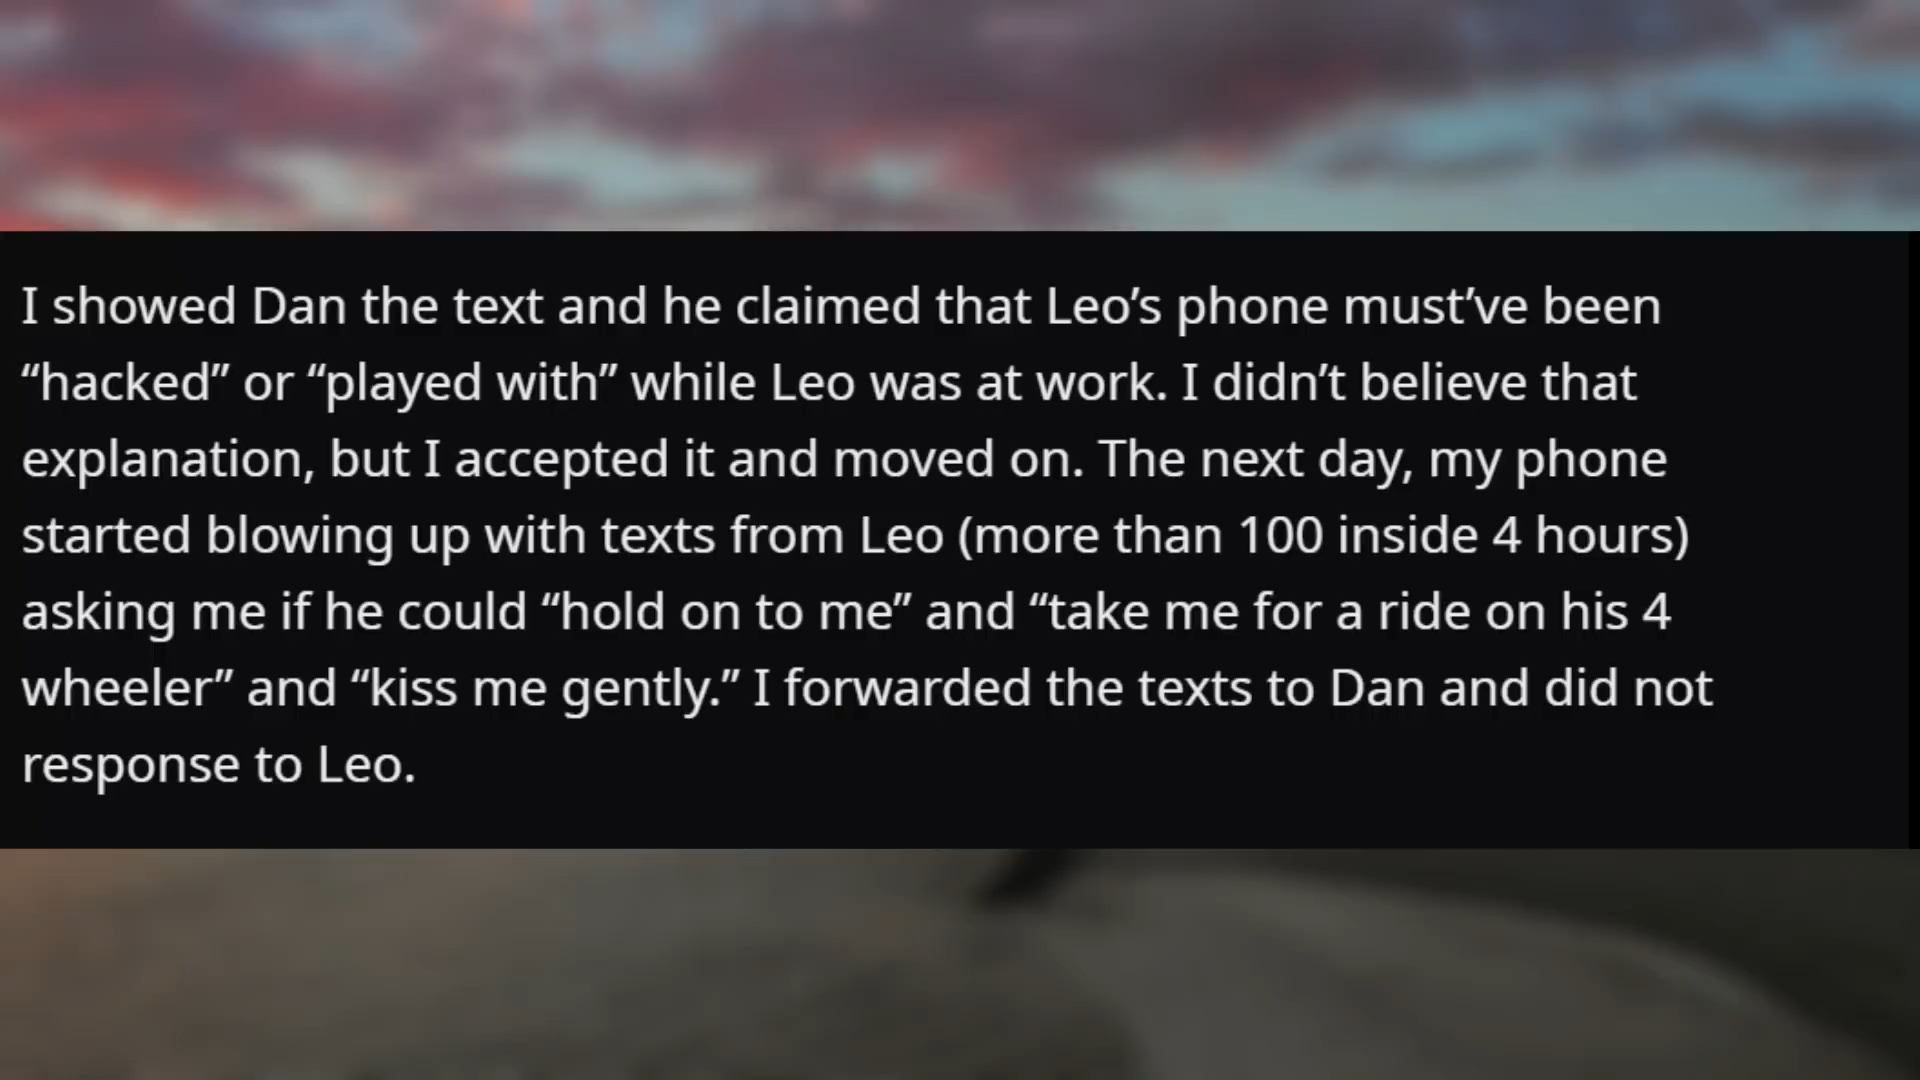 I showed Dan the text and he claimed that Leo’s phone must’ve been
“hacked” or “played with” while Leo was at work. I didn’t believe that
explanation, but I accepted it and moved on. The next day, my phone
started blowing up with texts from Leo (more than 100 inside 4 hours)
asking me if he could “hold on to me” and “take me for a ride on his 4
wheeler” and “kiss me gently.” I forwarded the texts to Dan and did not
response to Leo.